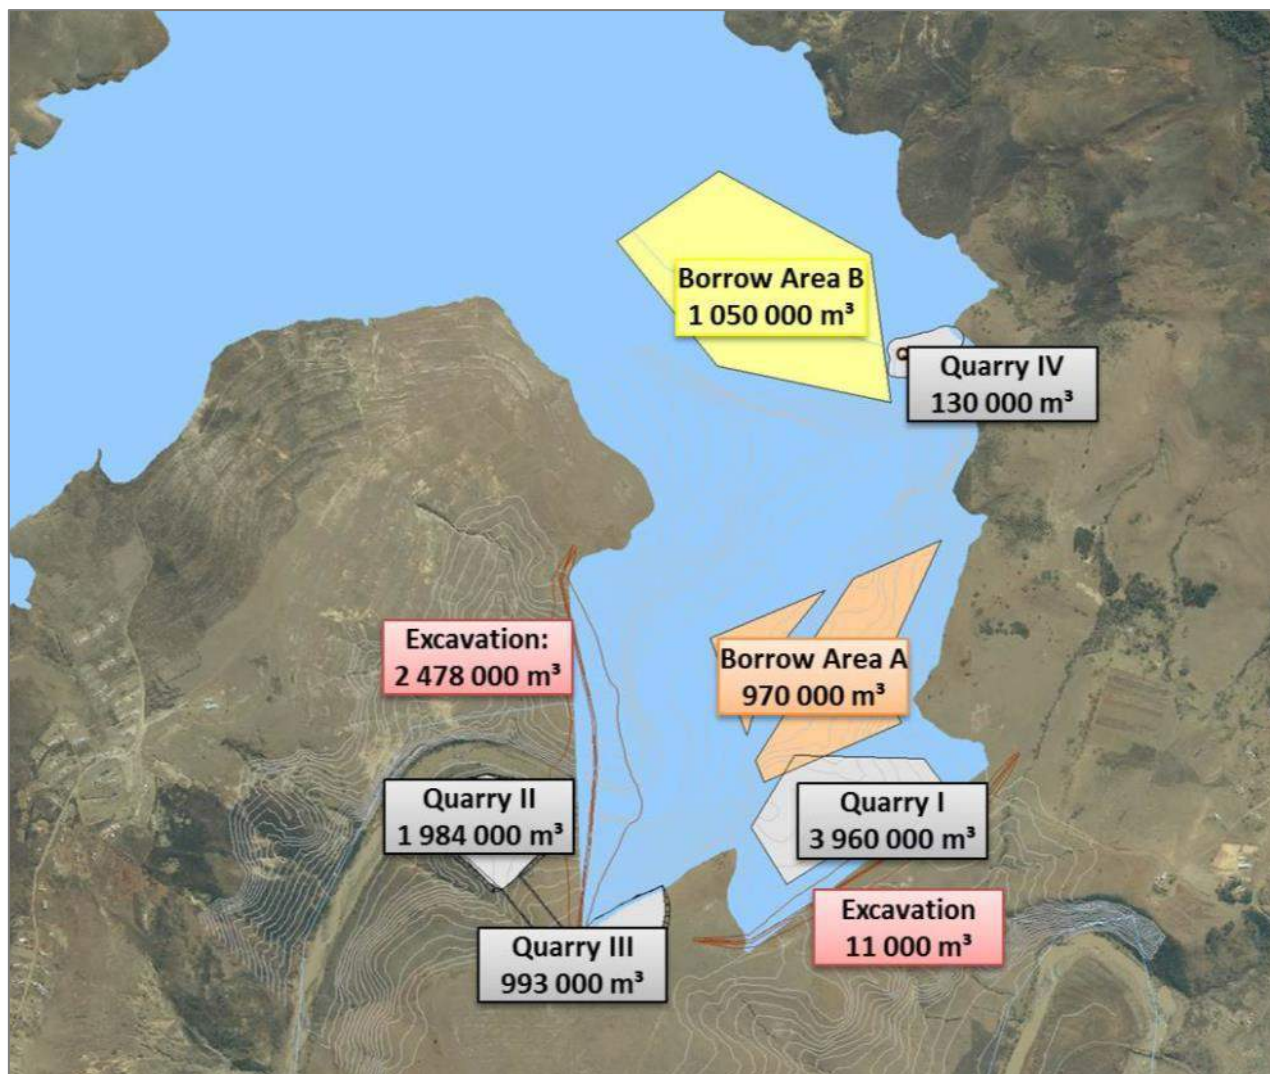 Borrow Area B
1 050 000 m³
Quarry IV
130 000 m³
Excavation:
2 478 000 m³
Borrow Area A
970 000 m³
Quarry II
1 984 000 m³
Quarry I
3 960 000 m³
Excavation
11 000 m³
Quarry III
993 000 m³